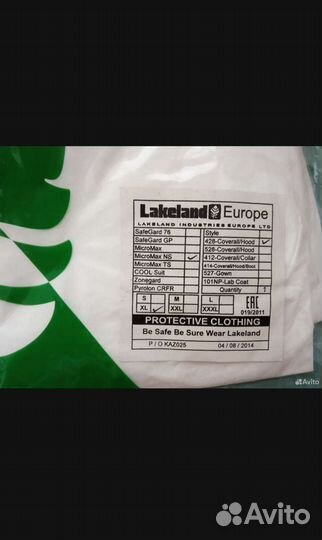 Lakeland Europe
LAKELAND INDUSTRIES EUROPE LTD
SafeGard 76 Style
SafeGard GP 428-Coverall/Hood ✓
MicroMax 528-Coverall/Hood
MicroMax NS ✓ 412-Coverall/Collar
MicroMax TS 414-Coverall/Hood/Boot
COOL Suit 527-Gown
Zonegard 101NP-Lab Coat
Pyrolon CRFR Quantity 1
S M L EAC
XL ✓ XXL XXXL 019/2011
PROTECTIVE CLOTHING
Be Safe Be Sure Wear Lakeland
P / O KAZ025 04 / 08 / 2014
Avito
Avito